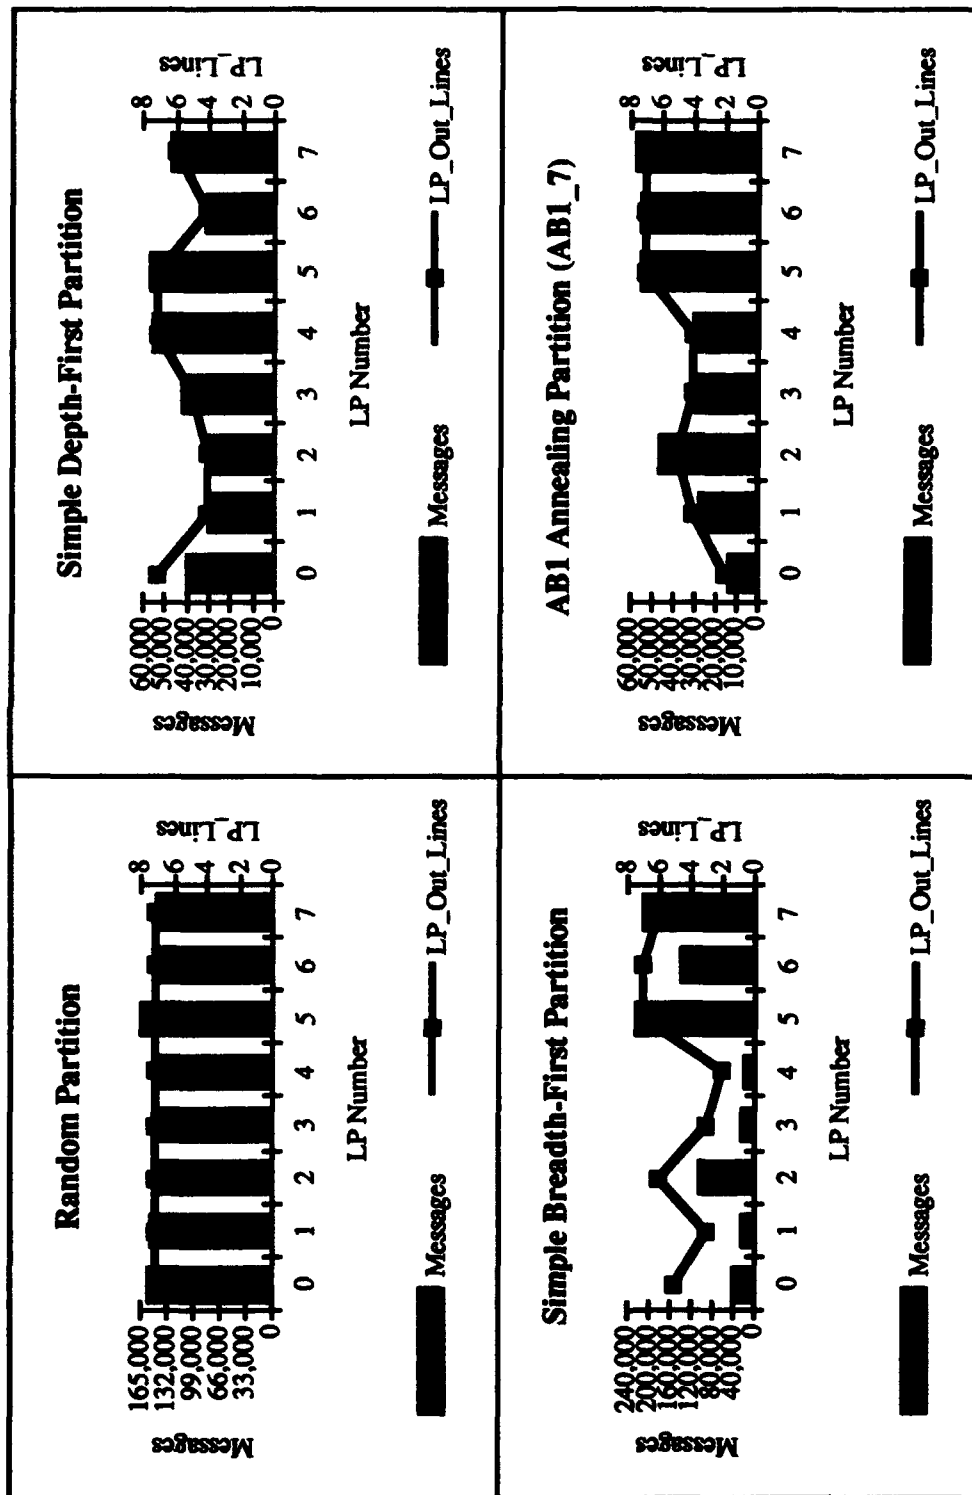 Random Partition
Messages
165,000
132,000
99,000
66,000
33,000
0
8
6
4
2
0
LP_Lines
0 1 2 3 4 5 6 7
LP Number
Messages
LP_Out_Lines
Simple Depth-First Partition
Messages
60,000
50,000
40,000
30,000
20,000
10,000
0
8
6
4
2
0
LP_Lines
0 1 2 3 4 5 6 7
LP Number
Messages
LP_Out_Lines
Simple Breadth-First Partition
Messages
240,000
200,000
160,000
120,000
80,000
40,000
0
8
6
4
2
0
LP_Lines
0 1 2 3 4 5 6 7
LP Number
Messages
LP_Out_Lines
AB1 Annealing Partition (AB1_7)
Messages
60,000
50,000
40,000
30,000
20,000
10,000
0
8
6
4
2
0
LP_Lines
0 1 2 3 4 5 6 7
LP Number
Messages
LP_Out_Lines